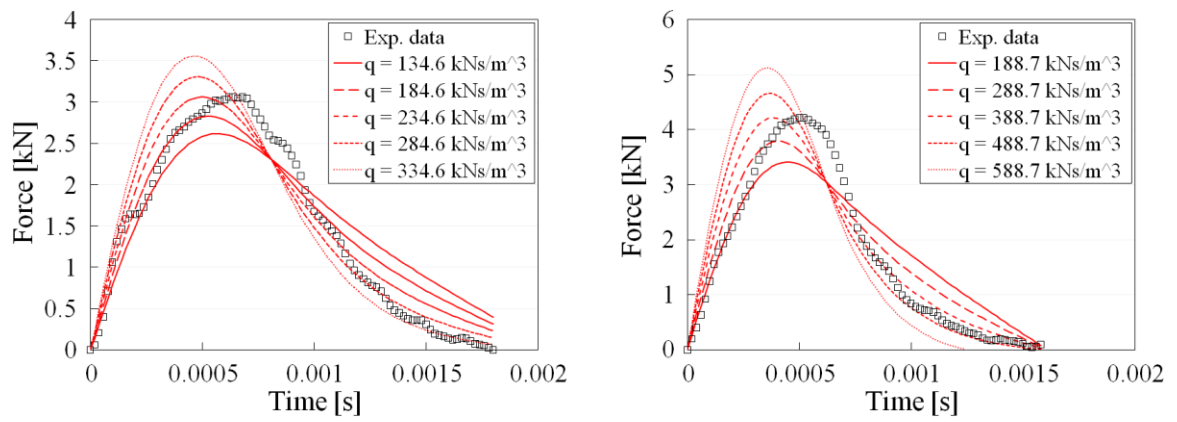 4
3.5
3
2.5
2
1.5
1
0.5
0
Force [kN]
Exp. data
q = 134.6 kNs/m^3
q = 184.6 kNs/m^3
q = 234.6 kNs/m^3
q = 284.6 kNs/m^3
q = 334.6 kNs/m^3
0 0.0005 0.001 0.0015 0.002
Time [s]
6
5
4
3
2
1
0
Force [kN]
Exp. data
q = 188.7 kNs/m^3
q = 288.7 kNs/m^3
q = 388.7 kNs/m^3
q = 488.7 kNs/m^3
q = 588.7 kNs/m^3
0 0.0005 0.001 0.0015 0.002
Time [s]